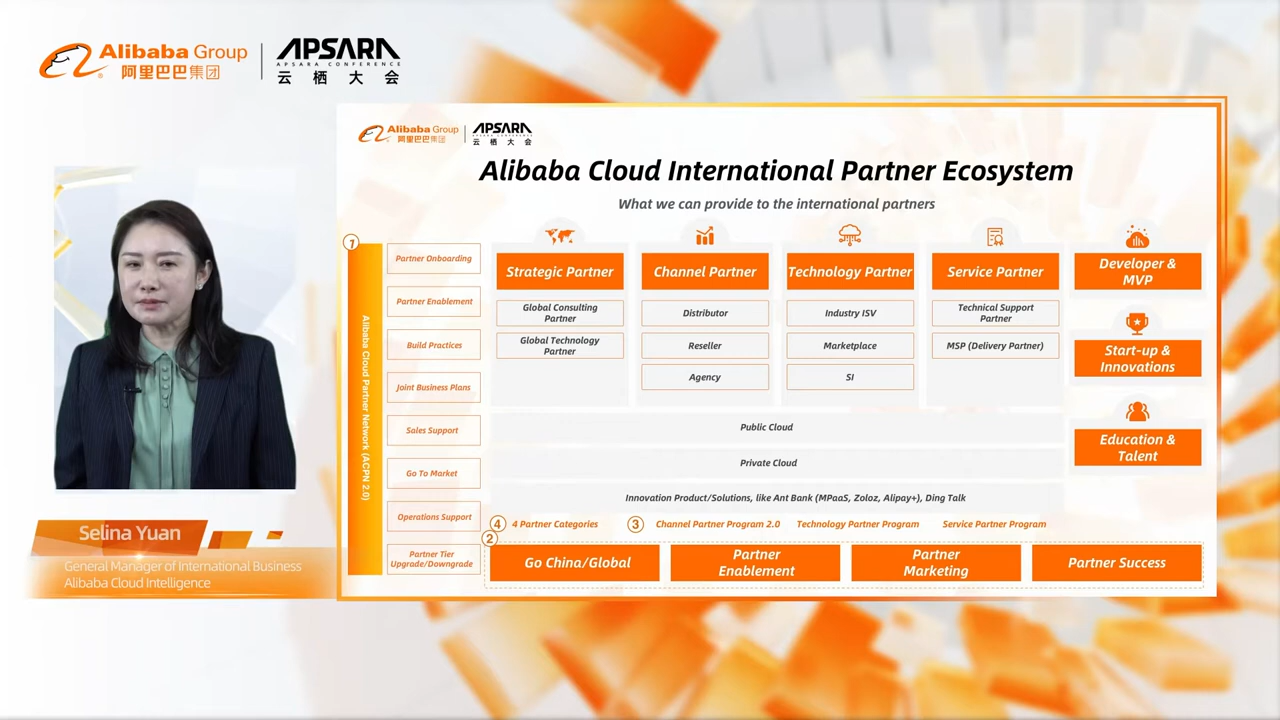 Alibaba Group
阿里巴巴集团
APSARA
APSARA CONFERENCE
云栖大会
Alibaba Group
阿里巴巴集团
APSARA
APSARA CONFERENCE
云栖大会
Alibaba Cloud International Partner Ecosystem
What we can provide to the international partners
1
Alibaba Cloud Partner Network (ACPN 2.0)
Partner Onboarding
Partner Enablement
Build Practices
Joint Business Plans
Sales Support
Go To Market
Operations Support
Partner Tier
Upgrade/Downgrade
Strategic Partner
Global Consulting
Partner
Global Technology
Partner
Channel Partner
Distributor
Reseller
Agency
Technology Partner
Industry ISV
Marketplace
SI
Service Partner
Technical Support
Partner
MSP (Delivery Partner)
Developer &
MVP
Start-up &
Innovations
Education &
Talent
Public Cloud
Private Cloud
Innovation Product/Solutions, like Ant Bank (MPaaS, Zoloz, Alipay+), Ding Talk
4 4 Partner Categories
3 Channel Partner Program 2.0 Technology Partner Program Service Partner Program
2
Go China/Global
Partner
Enablement
Partner
Marketing
Partner Success
Selina Yuan
General Manager of International Business
Alibaba Cloud Intelligence